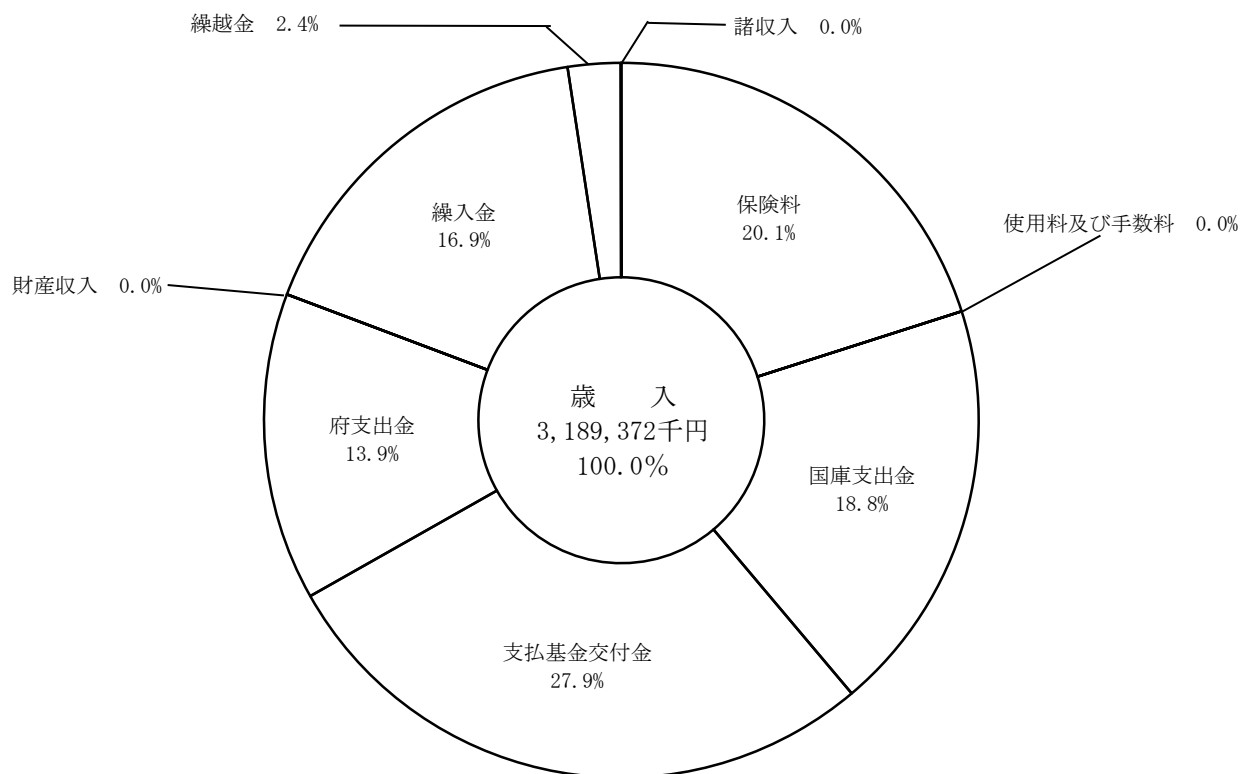 繰越金　2.4%
諸収入　0.0%
保険料
20.1%
使用料及び手数料　0.0%
繰入金
16.9%
財産収入　0.0%
歳　　入
3,189,372千円
100.0%
府支出金
13.9%
国庫支出金
18.8%
支払基金交付金
27.9%